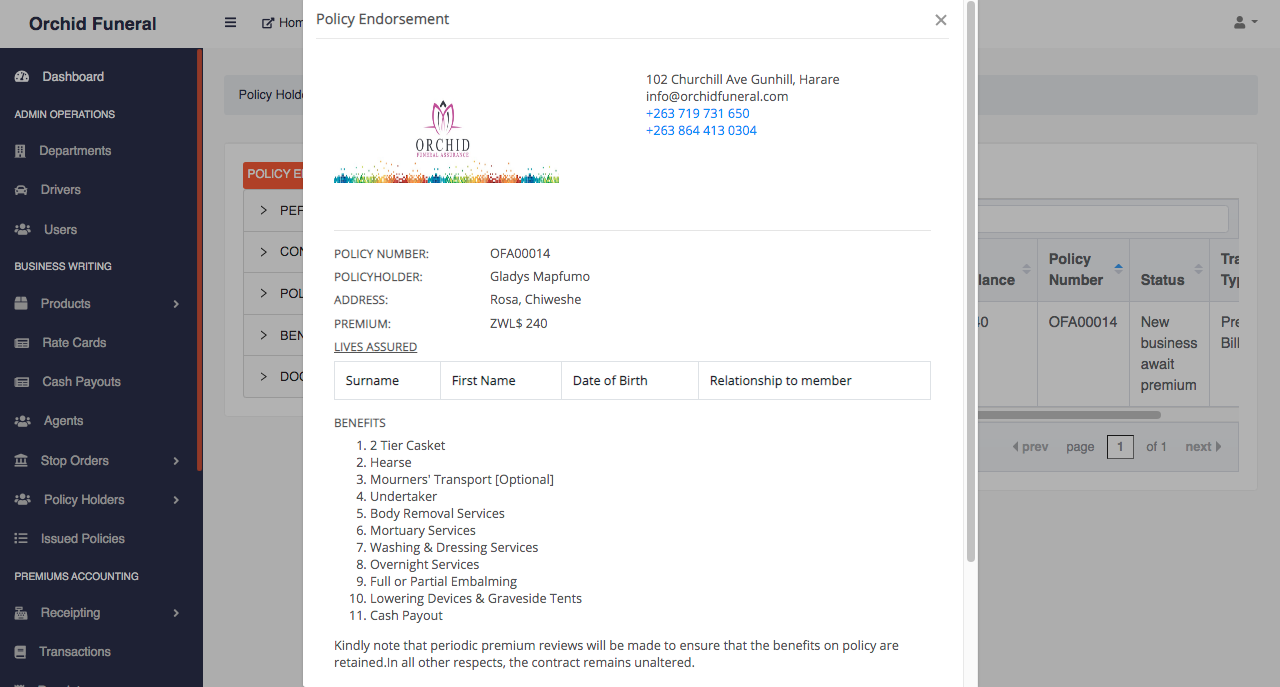 Orchid Funeral
Dashboard
ADMIN OPERATIONS
Departments
Drivers
Users
BUSINESS WRITING
Products
Rate Cards
Cash Payouts
Agents
Stop Orders
Policy Holders
Issued Policies
PREMIUMS ACCOUNTING
Receipting
Transactions
Hom
Policy Holde
POLICY E
PER
CON
POL
BEN
DOC
Policy Endorsement
102 Churchill Ave Gunhill, Harare
info@orchidfuneral.com
+263 719 731 650
+263 864 413 0304
ORCHID
FUNERAL ASSURANCE
POLICY NUMBER: OFA00014
POLICYHOLDER: Gladys Mapfumo
ADDRESS: Rosa, Chiweshe
PREMIUM: ZWL$ 240
LIVES ASSURED
Surname First Name Date of Birth Relationship to member
BENEFITS
1. 2 Tier Casket
2. Hearse
3. Mourners' Transport [Optional]
4. Undertaker
5. Body Removal Services
6. Mortuary Services
7. Washing & Dressing Services
8. Overnight Services
9. Full or Partial Embalming
10. Lowering Devices & Graveside Tents
11. Cash Payout
Kindly note that periodic premium reviews will be made to ensure that the benefits on policy are
retained.In all other respects, the contract remains unaltered.
Policy Tra
lance Number Status Typ
0 OFA00014 New Pre
business Bill
await
premium
prev page 1 of 1 next